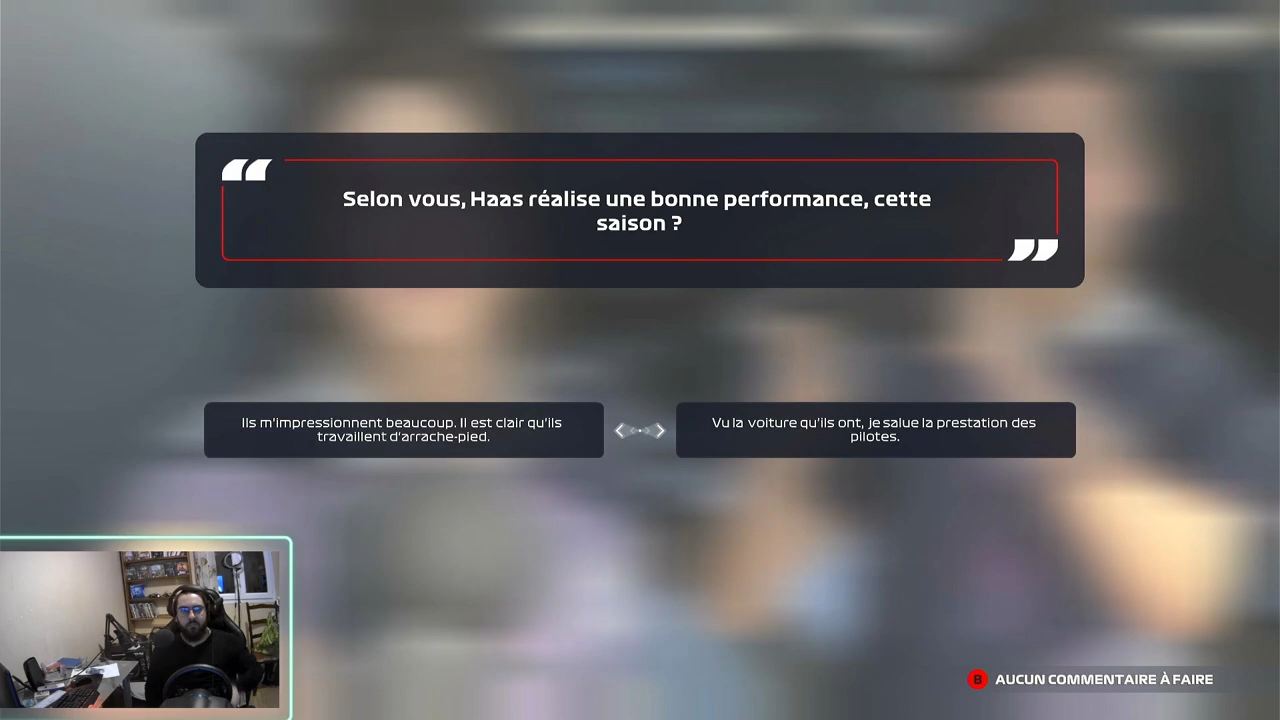 Selon vous, Haas réalise une bonne performance, cette
saison ?
Ils m'impressionnent beaucoup. Il est clair qu'ils
travaillent d'arrache-pied.
Vu la voiture qu'ils ont, je salue la prestation des
pilotes.
B AUCUN COMMENTAIRE À FAIRE